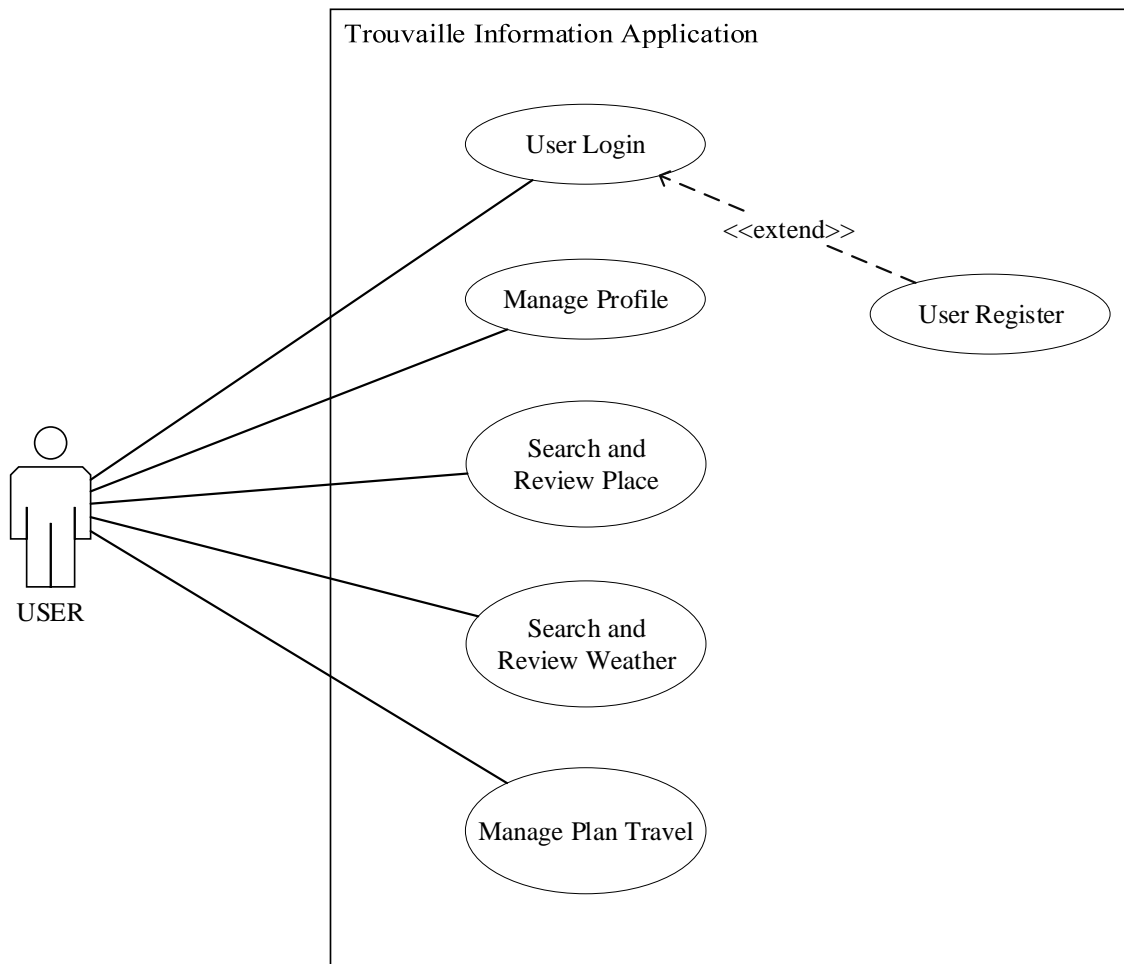 Trouvaille Information Application
User Login
<<extend>>
Manage Profile
User Register
Search and
Review Place
USER
Search and
Review Weather
Manage Plan Travel